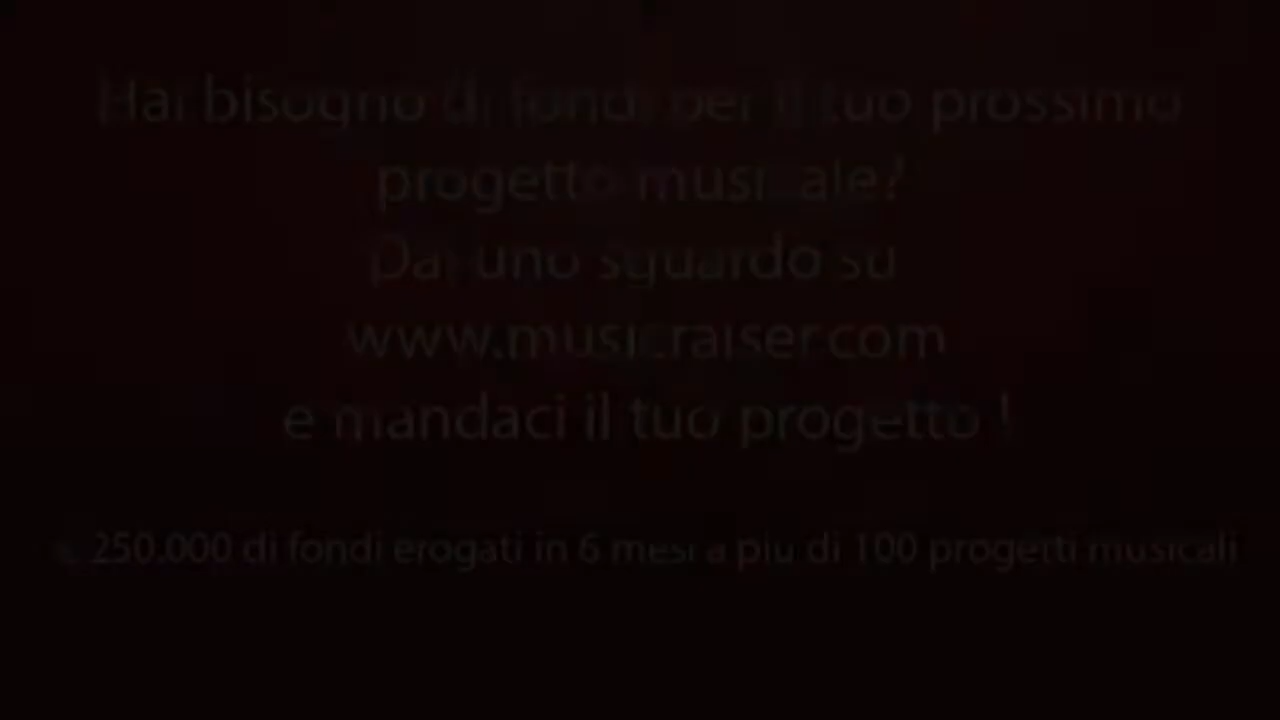 Hai bisogno di fondi per il tuo prossimo
progetto musicale?
Dai uno sguardo su
www.musicraiser.com
e mandaci il tuo progetto !
250.000 di fondi erogati in 6 mesi a piu di 100 progetti musicali